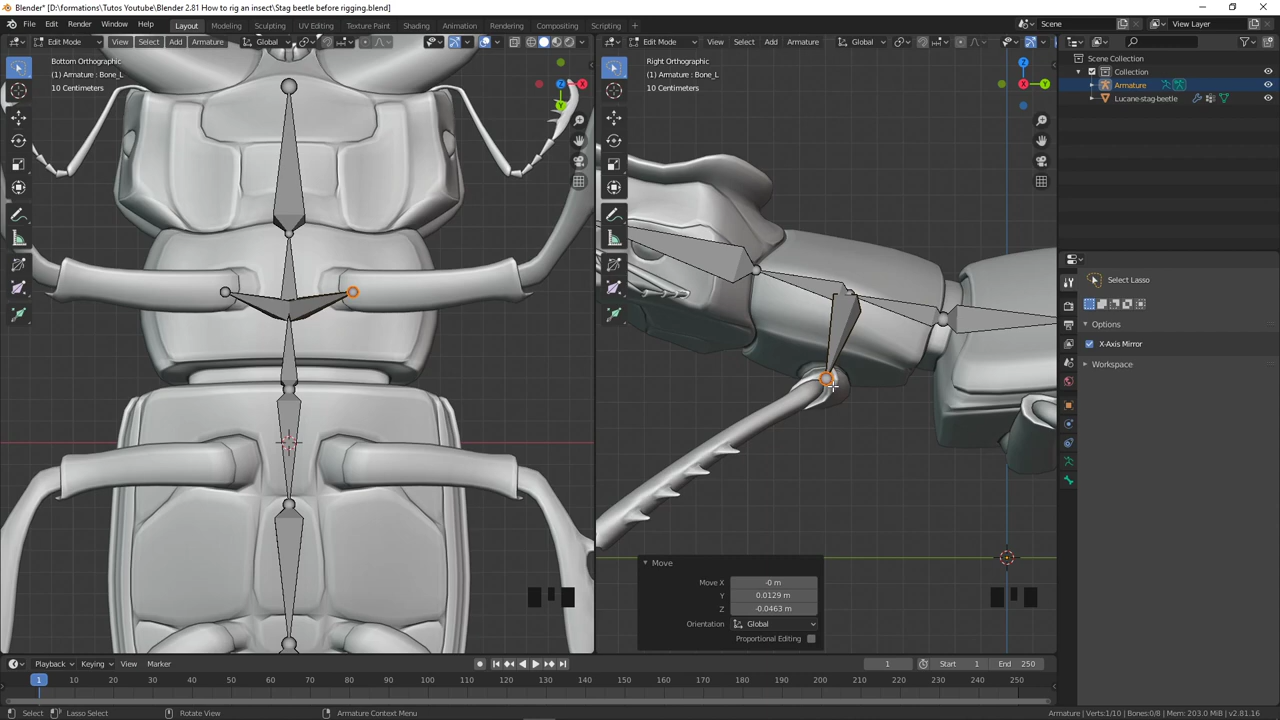 Blender* [D:\formations\Tutos Youtube\Blender 2.81 How to rig an insect\Stag beetle before rigging.blend]
File Edit Render Window Help Layout Modeling Sculpting UV Editing Texture Paint Shading Animation Rendering Compositing Scripting Scene View Layer
Edit Mode View Select Add Armature Global Edit Mode View Select Add Armature Global
Bottom Orthographic
(1) Armature : Bone_L
10 Centimeters
Right Orthographic
(1) Armature : Bone_L
10 Centimeters
X
Y
Z
Z
Y
X
Scene Collection
Collection
Armature
Lucane-stag-beetle
Select Lasso
Options
X-Axis Mirror
Workspace
Move
Move X -0 m
Y 0.0129 m
Z -0.0463 m
Orientation Global
Proportional Editing
Playback Keying View Marker 1 Start 1 End 250
1 10 20 30 40 50 60 70 80 90 100 110 120 130 140 150 160 170 180 190 200 210 220 230 240 250
Select Lasso Select Rotate View Armature Context Menu Armature | Verts:1/10 | Bones:0/8 | Mem: 203.0 MiB | v2.81.16